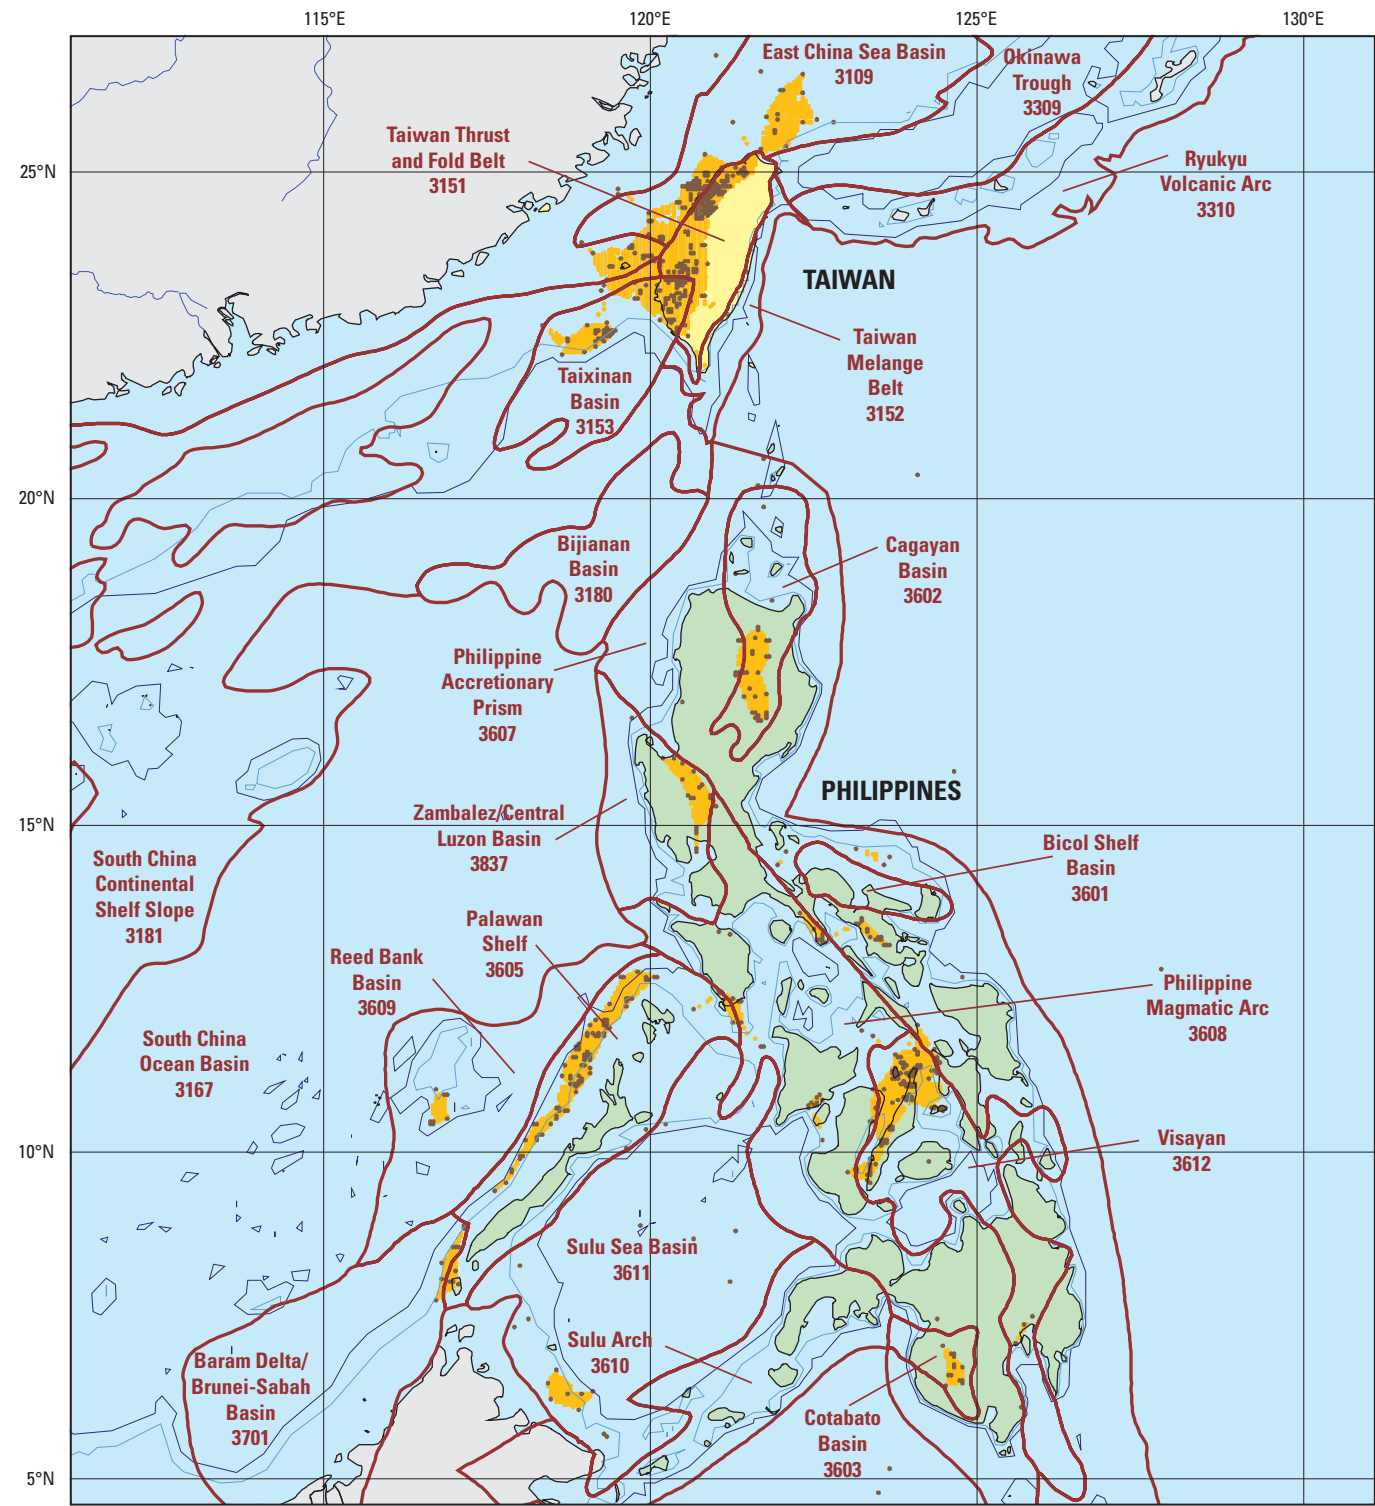 115°E
120°E
125°E
130°E
East China Sea Basin
3109
Okinawa
Trough
3309
Taiwan Thrust
and Fold Belt
3151
25°N
Ryukyu
Volcanic Arc
3310
TAIWAN
Taiwan
Melange
Belt
3152
Taixinan
Basin
3153
20°N
Bijianan
Basin
3180
Cagayan
Basin
3602
Philippine
Accretionary
Prism
3607
PHILIPPINES
Zambalez/Central
Luzon Basin
3837
15°N
Bicol Shelf
Basin
3601
South China
Continental
Shelf Slope
3181
Palawan
Shelf
3605
Reed Bank
Basin
3609
Philippine
Magmatic Arc
3608
South China
Ocean Basin
3167
10°N
Visayan
3612
Sulu Sea Basin
3611
Sulu Arch
3610
Baram Delta/
Brunei-Sabah
Basin
3701
Cotabato
Basin
3603
5°N